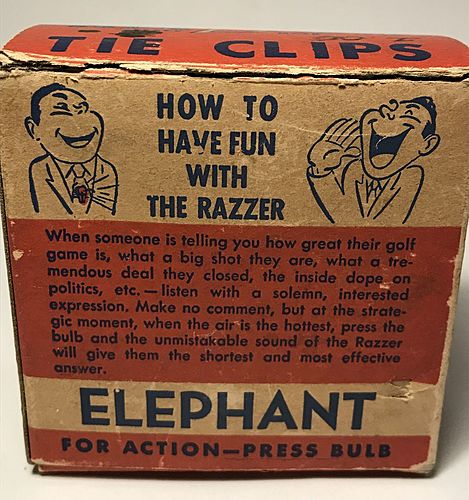 TIE CLIPS
HOW TO
HAVE FUN
WITH
THE RAZZER
When someone is telling you how great their golf
game is, what a big shot they are, what a tre-
mendous deal they closed, the inside dope on
politics, etc. — listen with a solemn, interested
expression. Make no comment, but at the strate-
gic moment, when the air is the hottest, press the
bulb and the unmistakable sound of the Razzer
will give them the shortest and most effective
answer.
ELEPHANT
FOR ACTION—PRESS BULB